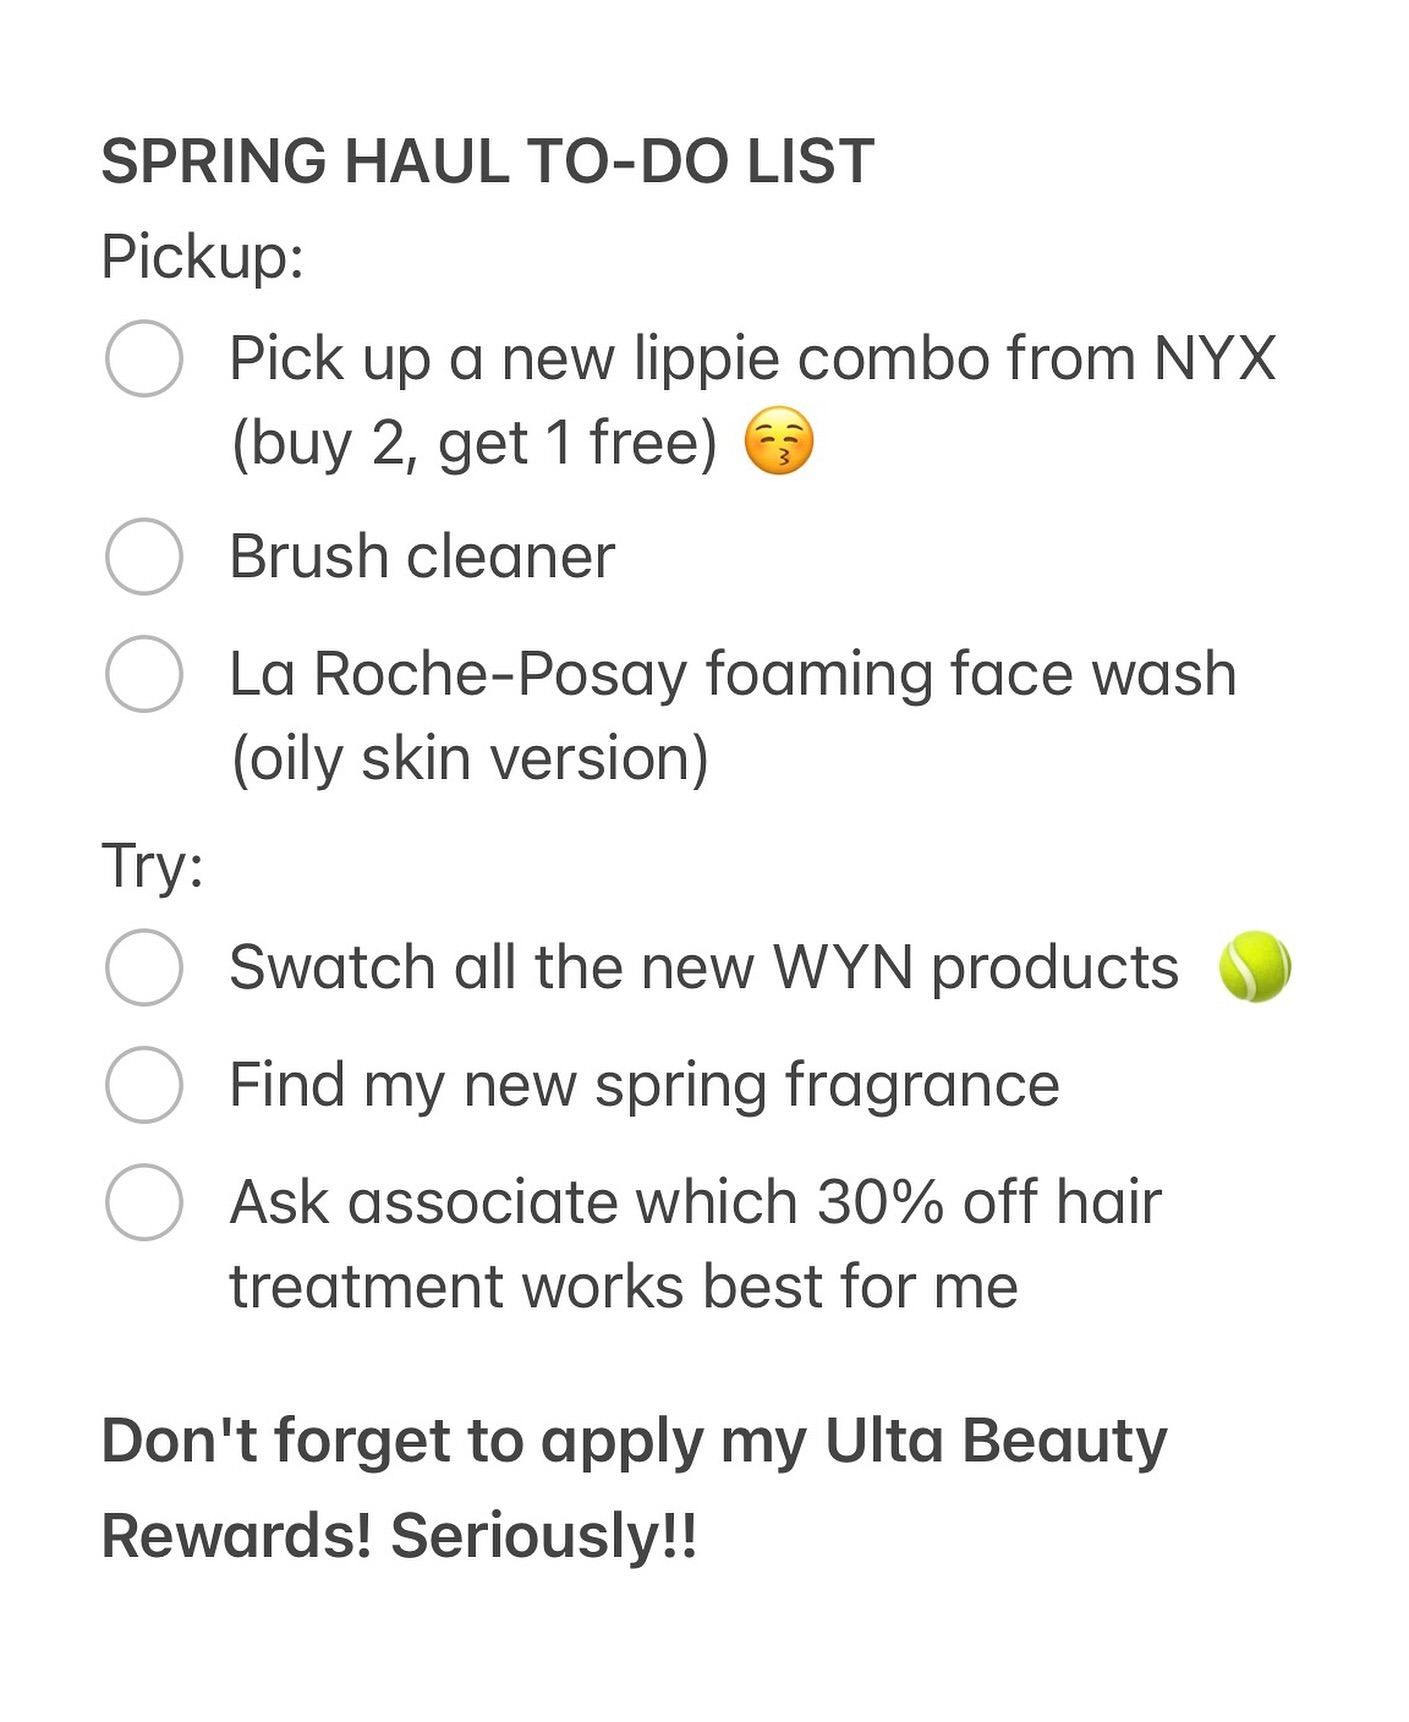 SPRING HAUL TO-DO LIST
Pickup:
Pick up a new lippie combo from NYX
(buy 2, get 1 free) 😚
Brush cleaner
La Roche-Posay foaming face wash
(oily skin version)
Try:
Swatch all the new WYN products 🎾
Find my new spring fragrance
Ask associate which 30% off hair
treatment works best for me
Don't forget to apply my Ulta Beauty
Rewards! Seriously!!